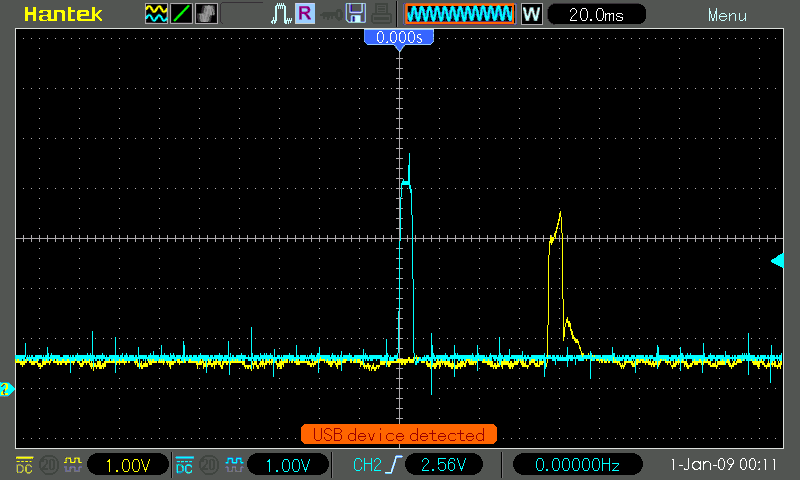 Hantek R W 20.0ms Menu
0.000s
2
USB device detected
DC 20 1.00V DC 20 1.00V CH2 2.56V 0.00000Hz 1-Jan-09 00:11